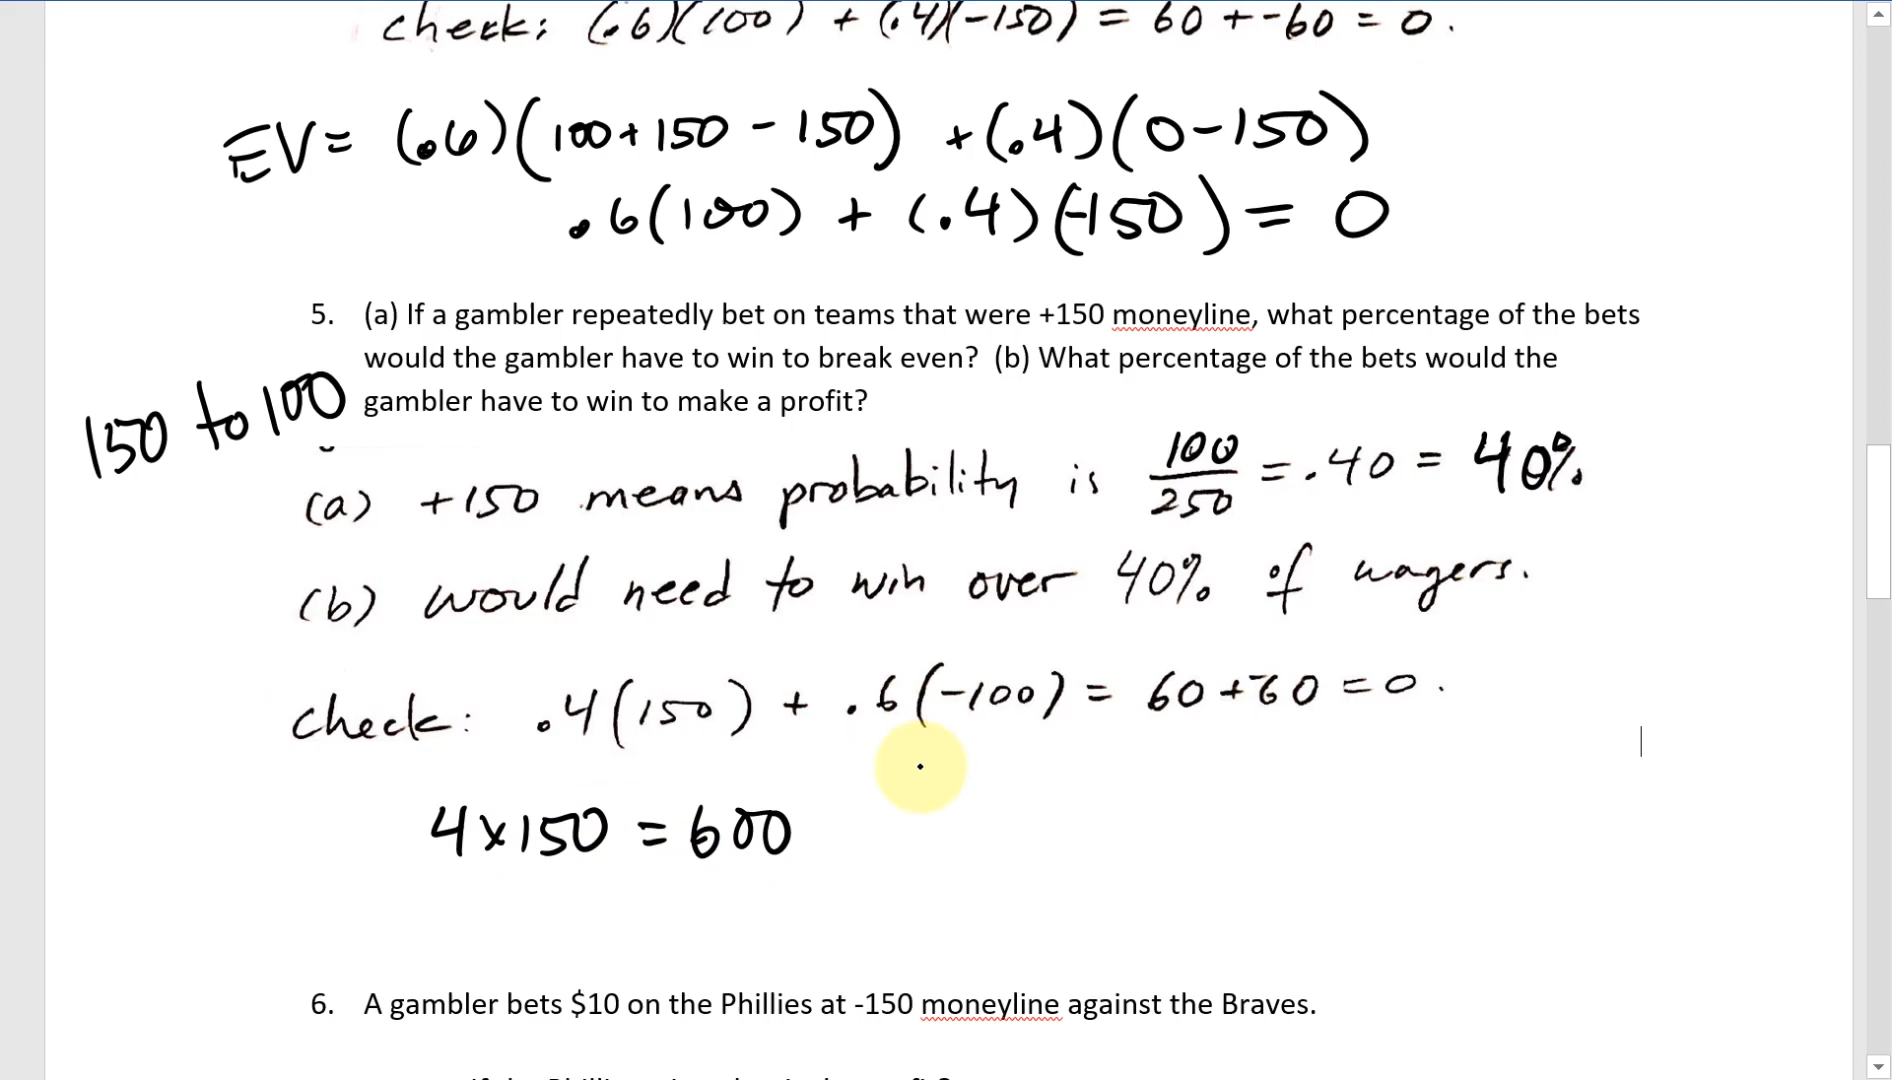 check: (.6)(100) + (.4)(-150) = 60 + -60 = 0.
EV = (.6)(100+150 - 150) + (.4)(0-150)
.6(100) + (.4)(-150) = 0
5. (a) If a gambler repeatedly bet on teams that were +150 moneyline, what percentage of the bets
would the gambler have to win to break even? (b) What percentage of the bets would the
gambler have to win to make a profit?
150 to 100
(a) +150 means probability is 100/250 = .40 = 40%
(b) would need to win over 40% of wagers.
check: .4(150) + .6(-100) = 60 + -60 = 0.
4 x 150 = 600
6. A gambler bets $10 on the Phillies at -150 moneyline against the Braves.